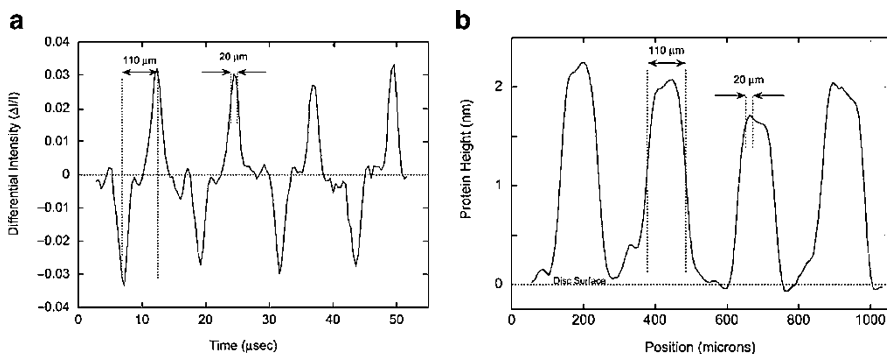 a
0.04
0.03
0.02
0.01
0
−0.01
−0.02
−0.03
−0.04
Differential Intensity (ΔI/I)
110 µm
20 µm
0
10
20
30
40
50
Time (µsec)
b
2
1
0
Protein Height (nm)
110 µm
20 µm
Disc Surface
0
200
400
600
800
1000
Position (microns)